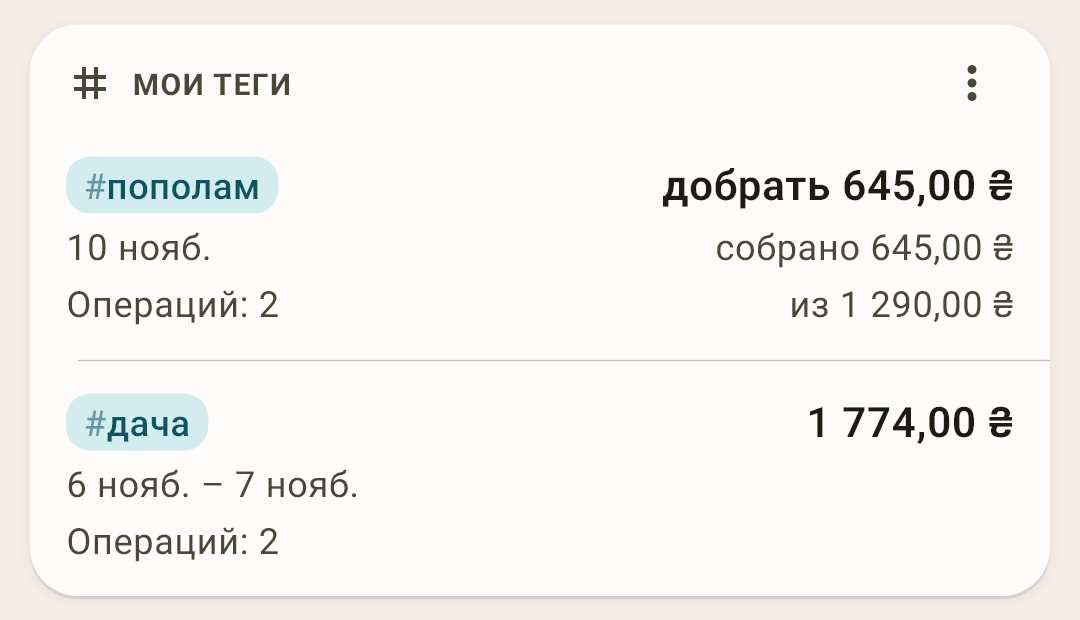 # МОИ ТЕГИ
#пополам добрать 645,00 ₴
10 нояб. собрано 645,00 ₴
Операций: 2 из 1 290,00 ₴
#дача 1 774,00 ₴
6 нояб. – 7 нояб.
Операций: 2